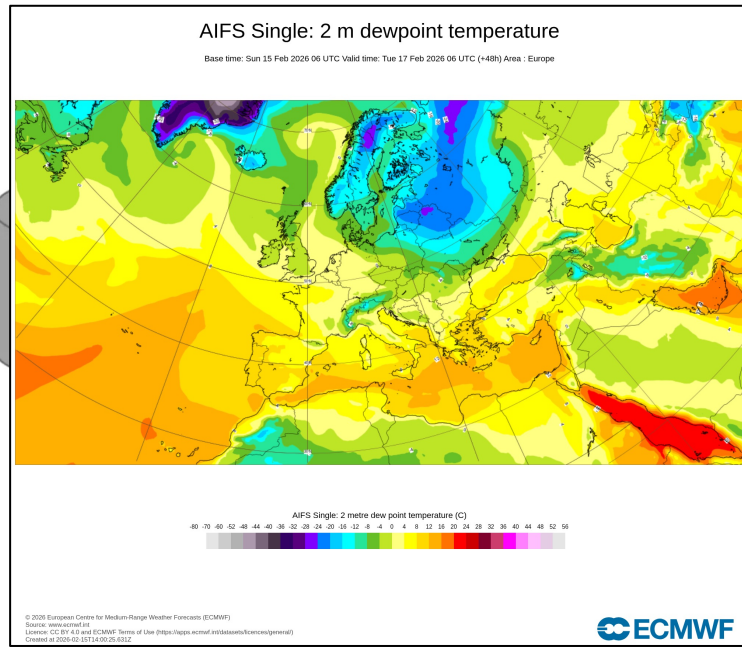 AIFS Single: 2 m dewpoint temperature
Base time: Sun 15 Feb 2026 06 UTC Valid time: Tue 17 Feb 2026 06 UTC (+48h) Area : Europe
AIFS Single: 2 metre dew point temperature (C)
-80 -70 -60 -52 -48 -44 -40 -36 -32 -28 -24 -20 -16 -12 -8 -4 0 4 8 12 16 20 24 28 32 36 40 44 48 52 56
© 2026 European Centre for Medium-Range Weather Forecasts (ECMWF)
Source: www.ecmwf.int
Licence: CC BY 4.0 and ECMWF Terms of Use (https://apps.ecmwf.int/datasets/licences/general/)
Created at 2026-02-15T14:00:25.631Z
ECMWF